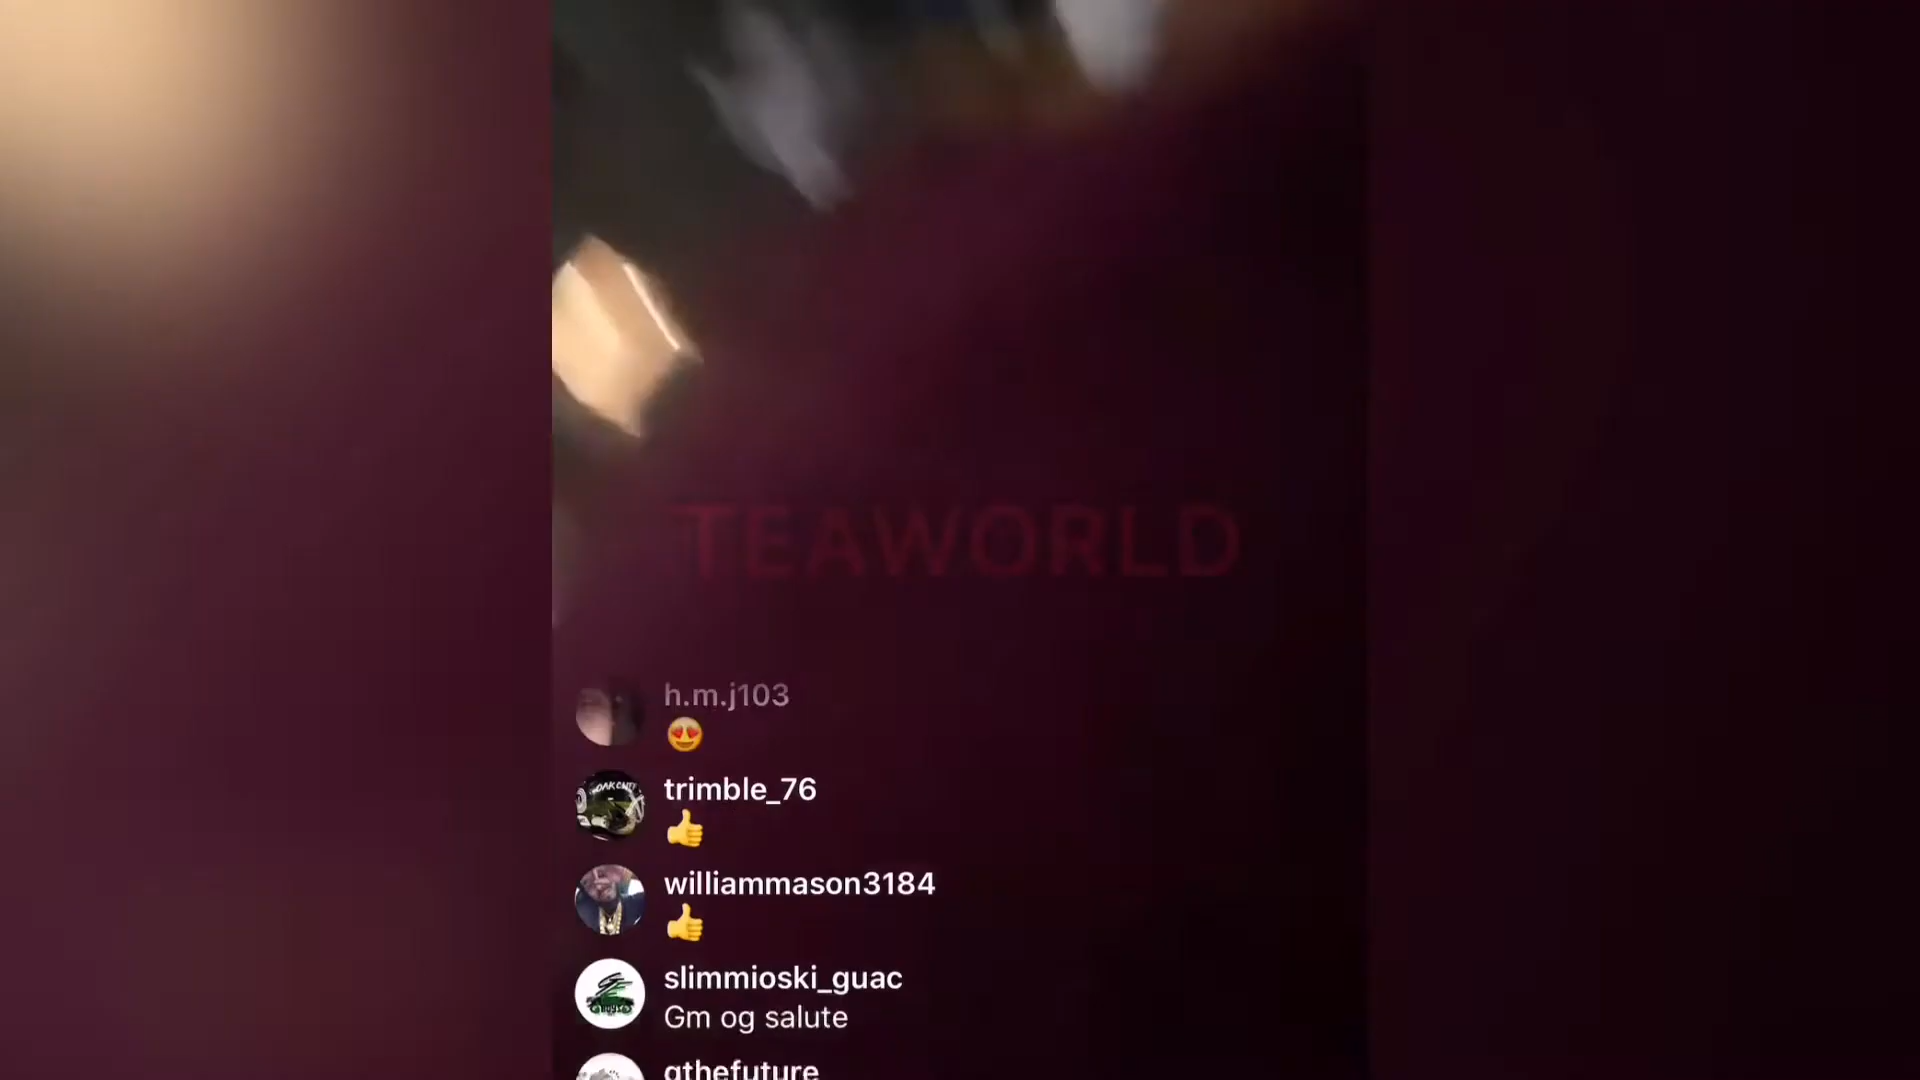 TEAWORLD
h.m.j103
😍
trimble_76
👍
williammason3184
👍
slimmioski_guac
Gm og salute
gthefuture